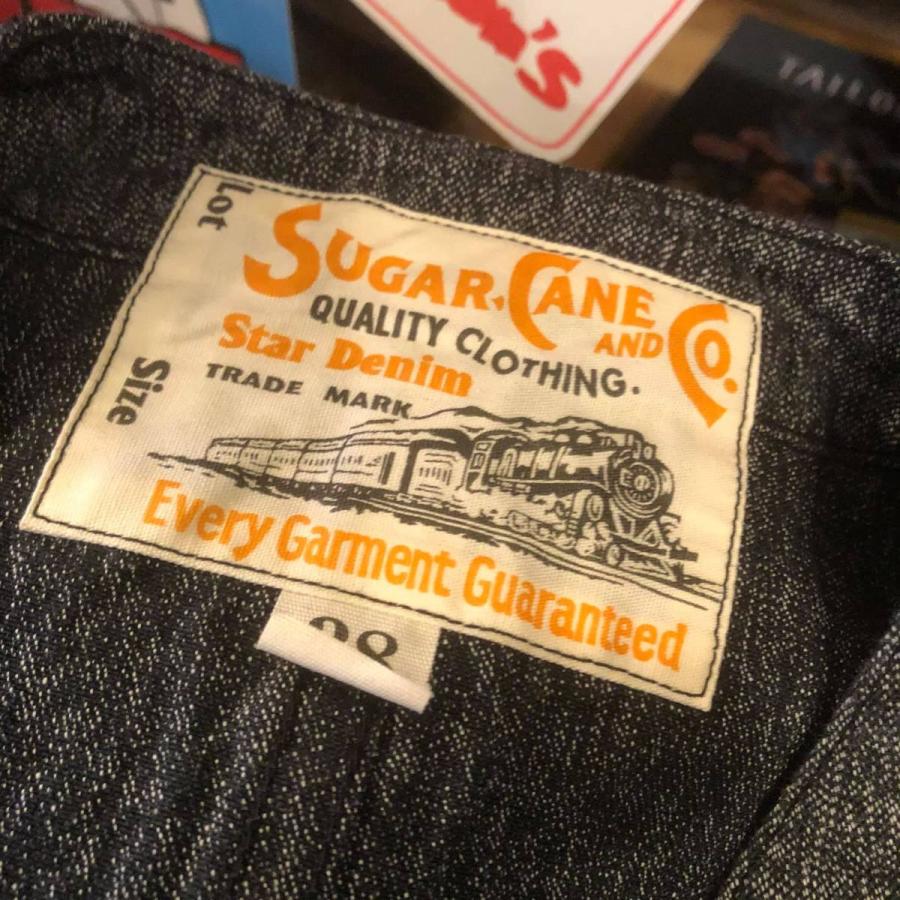 Lot
SUGAR CANE AND CO.
QUALITY CLOTHING.
Star Denim
TRADE MARK
Size
Every Garment Guaranteed